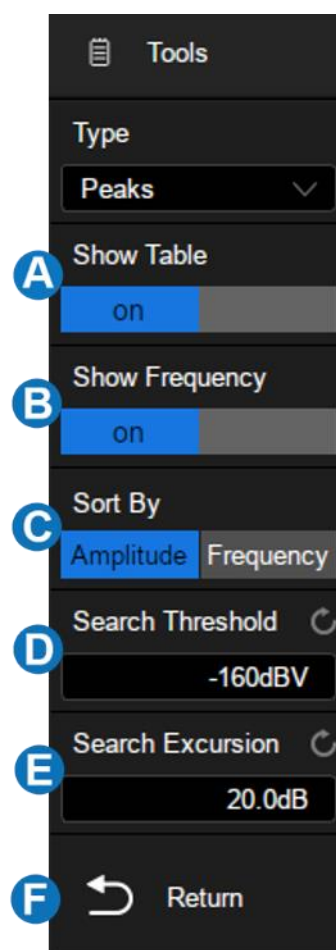 Tools
Type
Peaks
Show Table
A
on
Show Frequency
B
on
Sort By
C
Amplitude Frequency
Search Threshold
D
-160dBV
Search Excursion
E
20.0dB
F Return